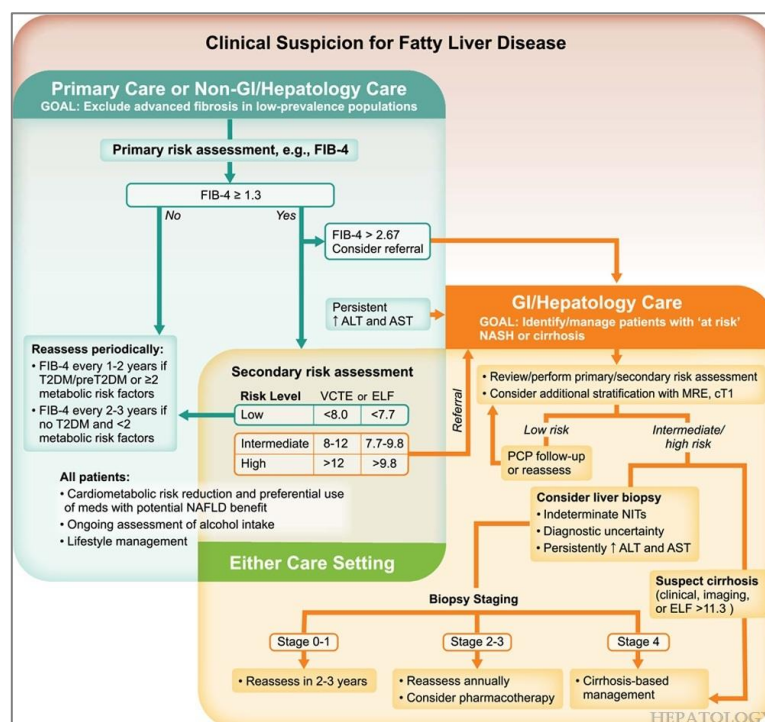 Clinical Suspicion for Fatty Liver Disease
Primary Care or Non-GI/Hepatology Care
GOAL: Exclude advanced fibrosis in low-prevalence populations
Primary risk assessment, e.g., FIB-4
FIB-4 ≥ 1.3
No
Yes
FIB-4 > 2.67
Consider referral
Persistent
↑ ALT and AST
GI/Hepatology Care
GOAL: Identify/manage patients with ‘at risk’
NASH or cirrhosis
Reassess periodically:
• FIB-4 every 1-2 years if
T2DM/preT2DM or ≥2
metabolic risk factors
• FIB-4 every 2-3 years if
no T2DM and <2
metabolic risk factors
Secondary risk assessment
Risk Level VCTE or ELF
Low <8.0 <7.7
Intermediate 8-12 7.7-9.8
High >12 >9.8
Referral
• Review/perform primary/secondary risk assessment
• Consider additional stratification with MRE, cT1
Low risk
Intermediate/
high risk
PCP follow-up
or reassess
All patients:
• Cardiometabolic risk reduction and preferential use
of meds with potential NAFLD benefit
• Ongoing assessment of alcohol intake
• Lifestyle management
Either Care Setting
Consider liver biopsy
• Indeterminate NITs
• Diagnostic uncertainty
• Persistently ↑ ALT and AST
Suspect cirrhosis
(clinical, imaging,
or ELF >11.3 )
Biopsy Staging
Stage 0-1
Stage 2-3
Stage 4
• Reassess in 2-3 years
• Reassess annually
• Consider pharmacotherapy
• Cirrhosis-based
management
HEPATOLOGY